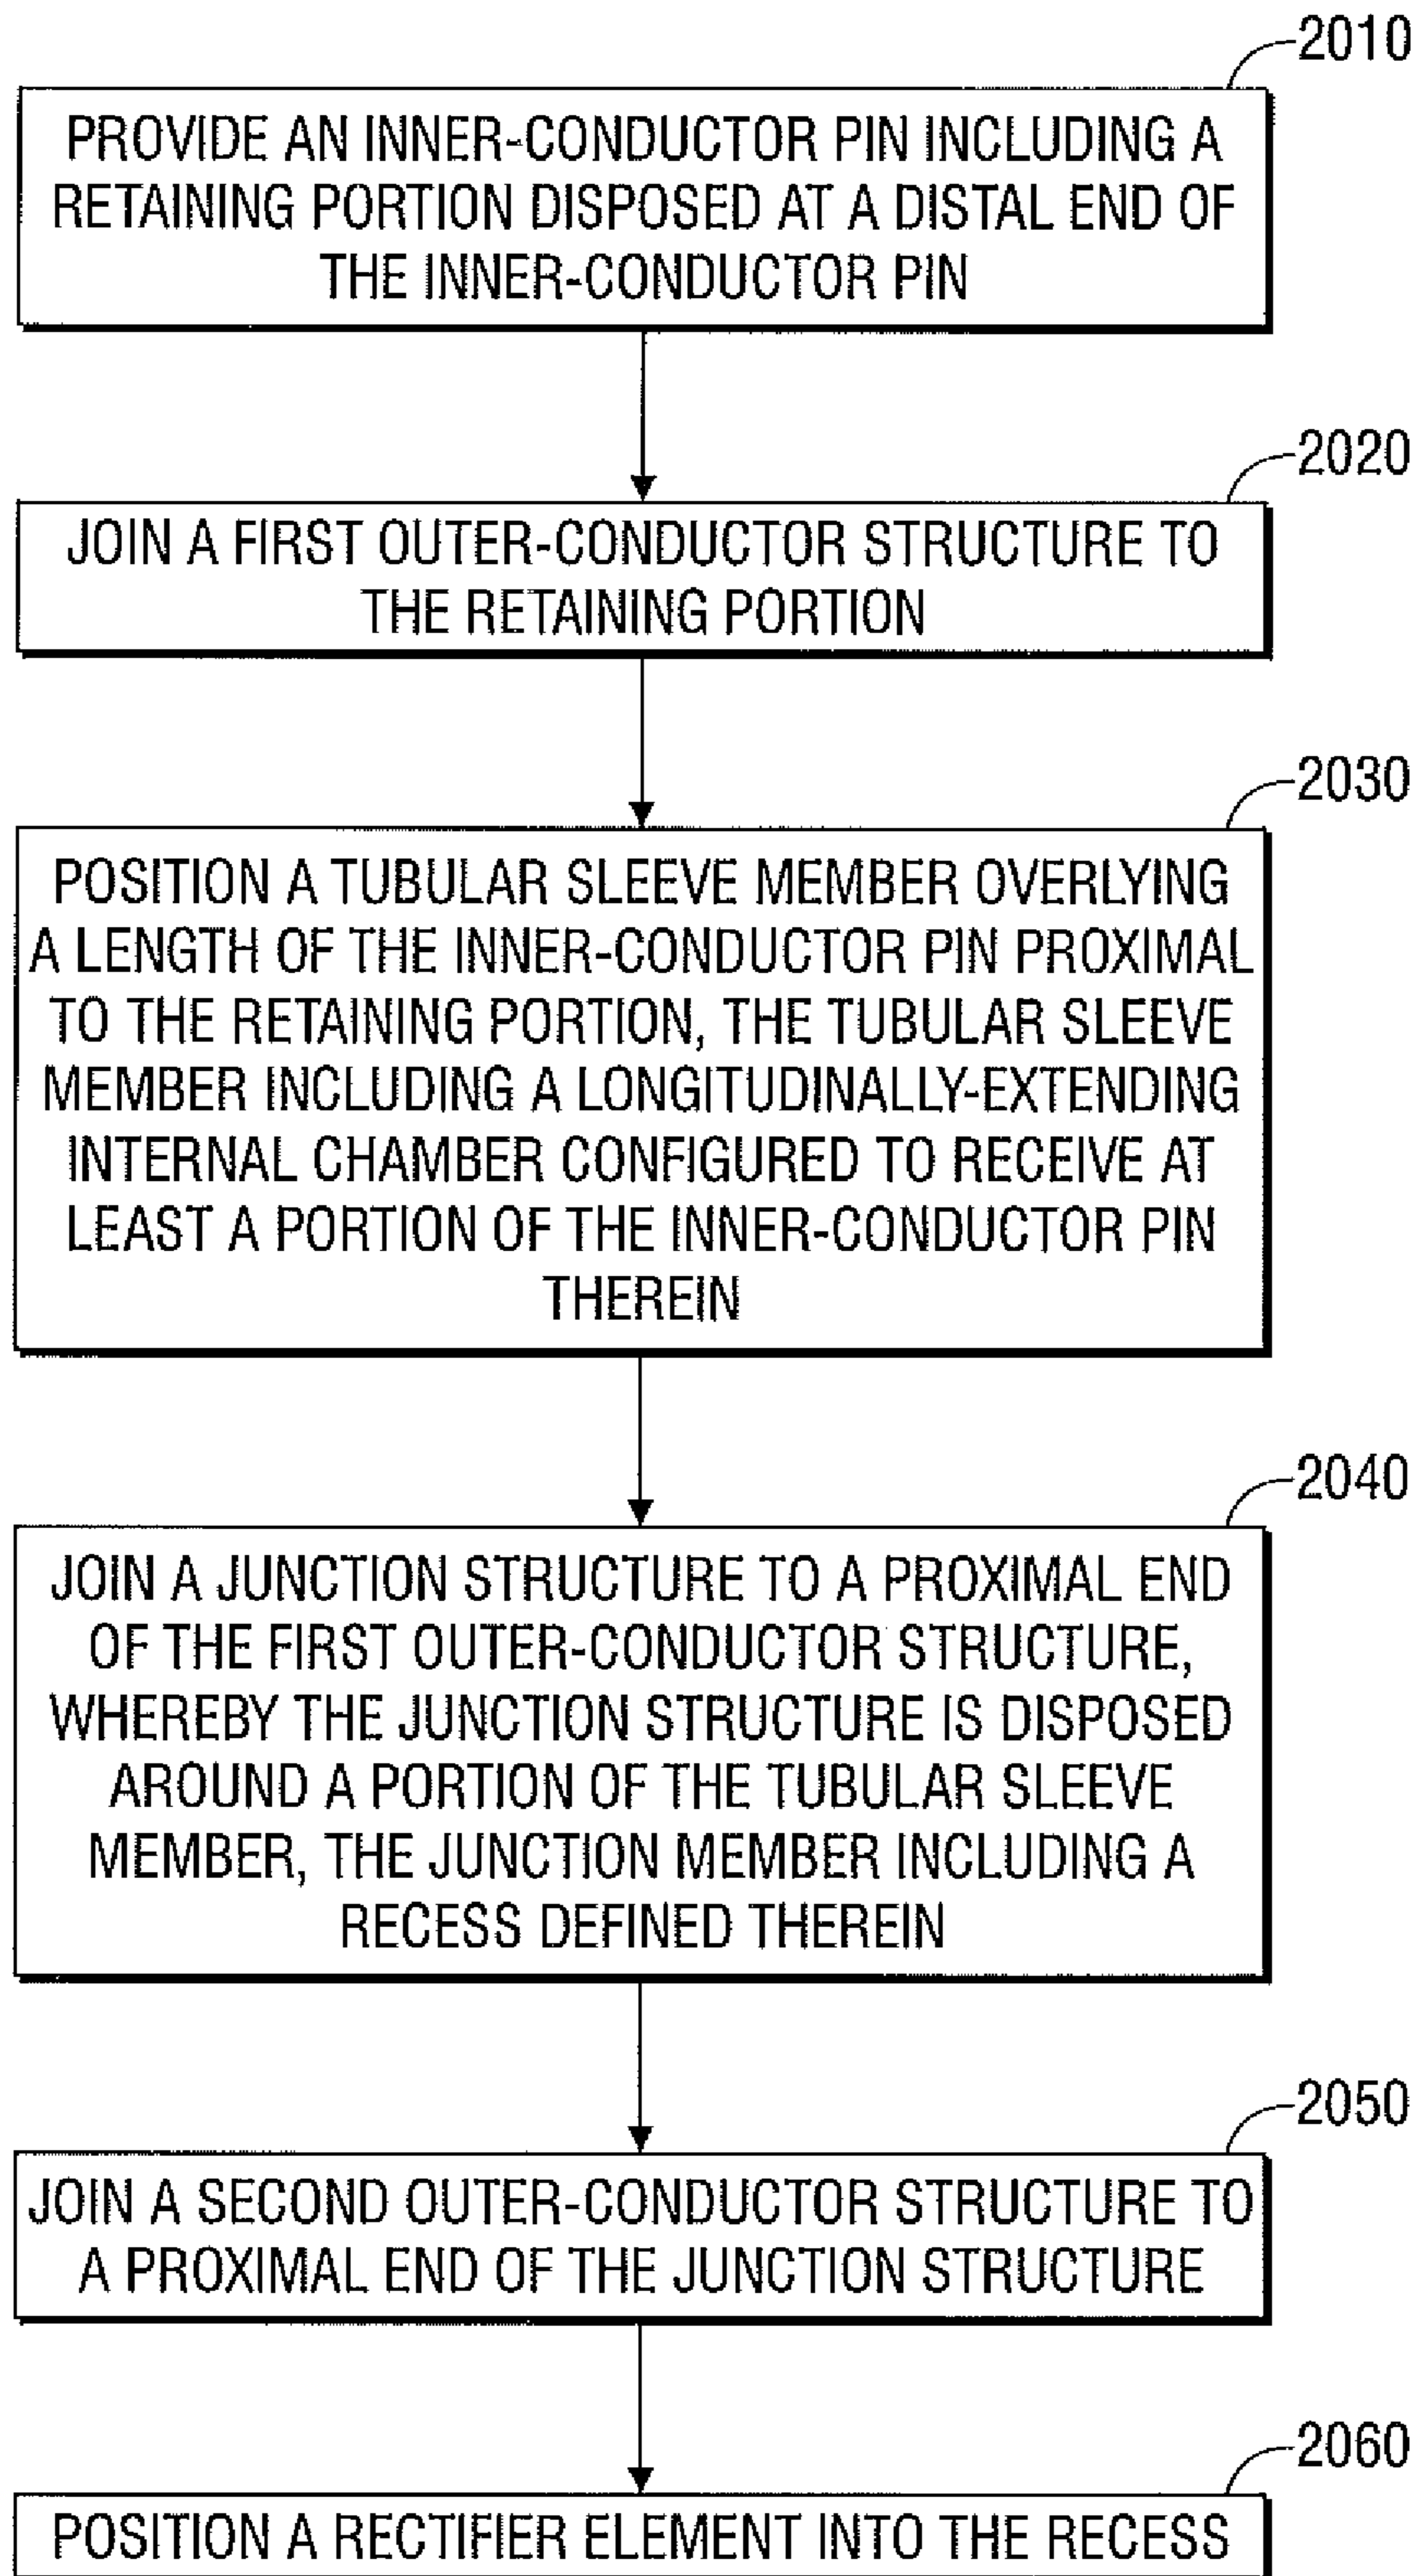 2010
PROVIDE AN INNER-CONDUCTOR PIN INCLUDING A
RETAINING PORTION DISPOSED AT A DISTAL END OF
THE INNER-CONDUCTOR PIN
2020
JOIN A FIRST OUTER-CONDUCTOR STRUCTURE TO
THE RETAINING PORTION
2030
POSITION A TUBULAR SLEEVE MEMBER OVERLYING
A LENGTH OF THE INNER-CONDUCTOR PIN PROXIMAL
TO THE RETAINING PORTION, THE TUBULAR SLEEVE
MEMBER INCLUDING A LONGITUDINALLY-EXTENDING
INTERNAL CHAMBER CONFIGURED TO RECEIVE AT
LEAST A PORTION OF THE INNER-CONDUCTOR PIN
THEREIN
2040
JOIN A JUNCTION STRUCTURE TO A PROXIMAL END
OF THE FIRST OUTER-CONDUCTOR STRUCTURE,
WHEREBY THE JUNCTION STRUCTURE IS DISPOSED
AROUND A PORTION OF THE TUBULAR SLEEVE
MEMBER, THE JUNCTION MEMBER INCLUDING A
RECESS DEFINED THEREIN
2050
JOIN A SECOND OUTER-CONDUCTOR STRUCTURE TO
A PROXIMAL END OF THE JUNCTION STRUCTURE
2060
POSITION A RECTIFIER ELEMENT INTO THE RECESS